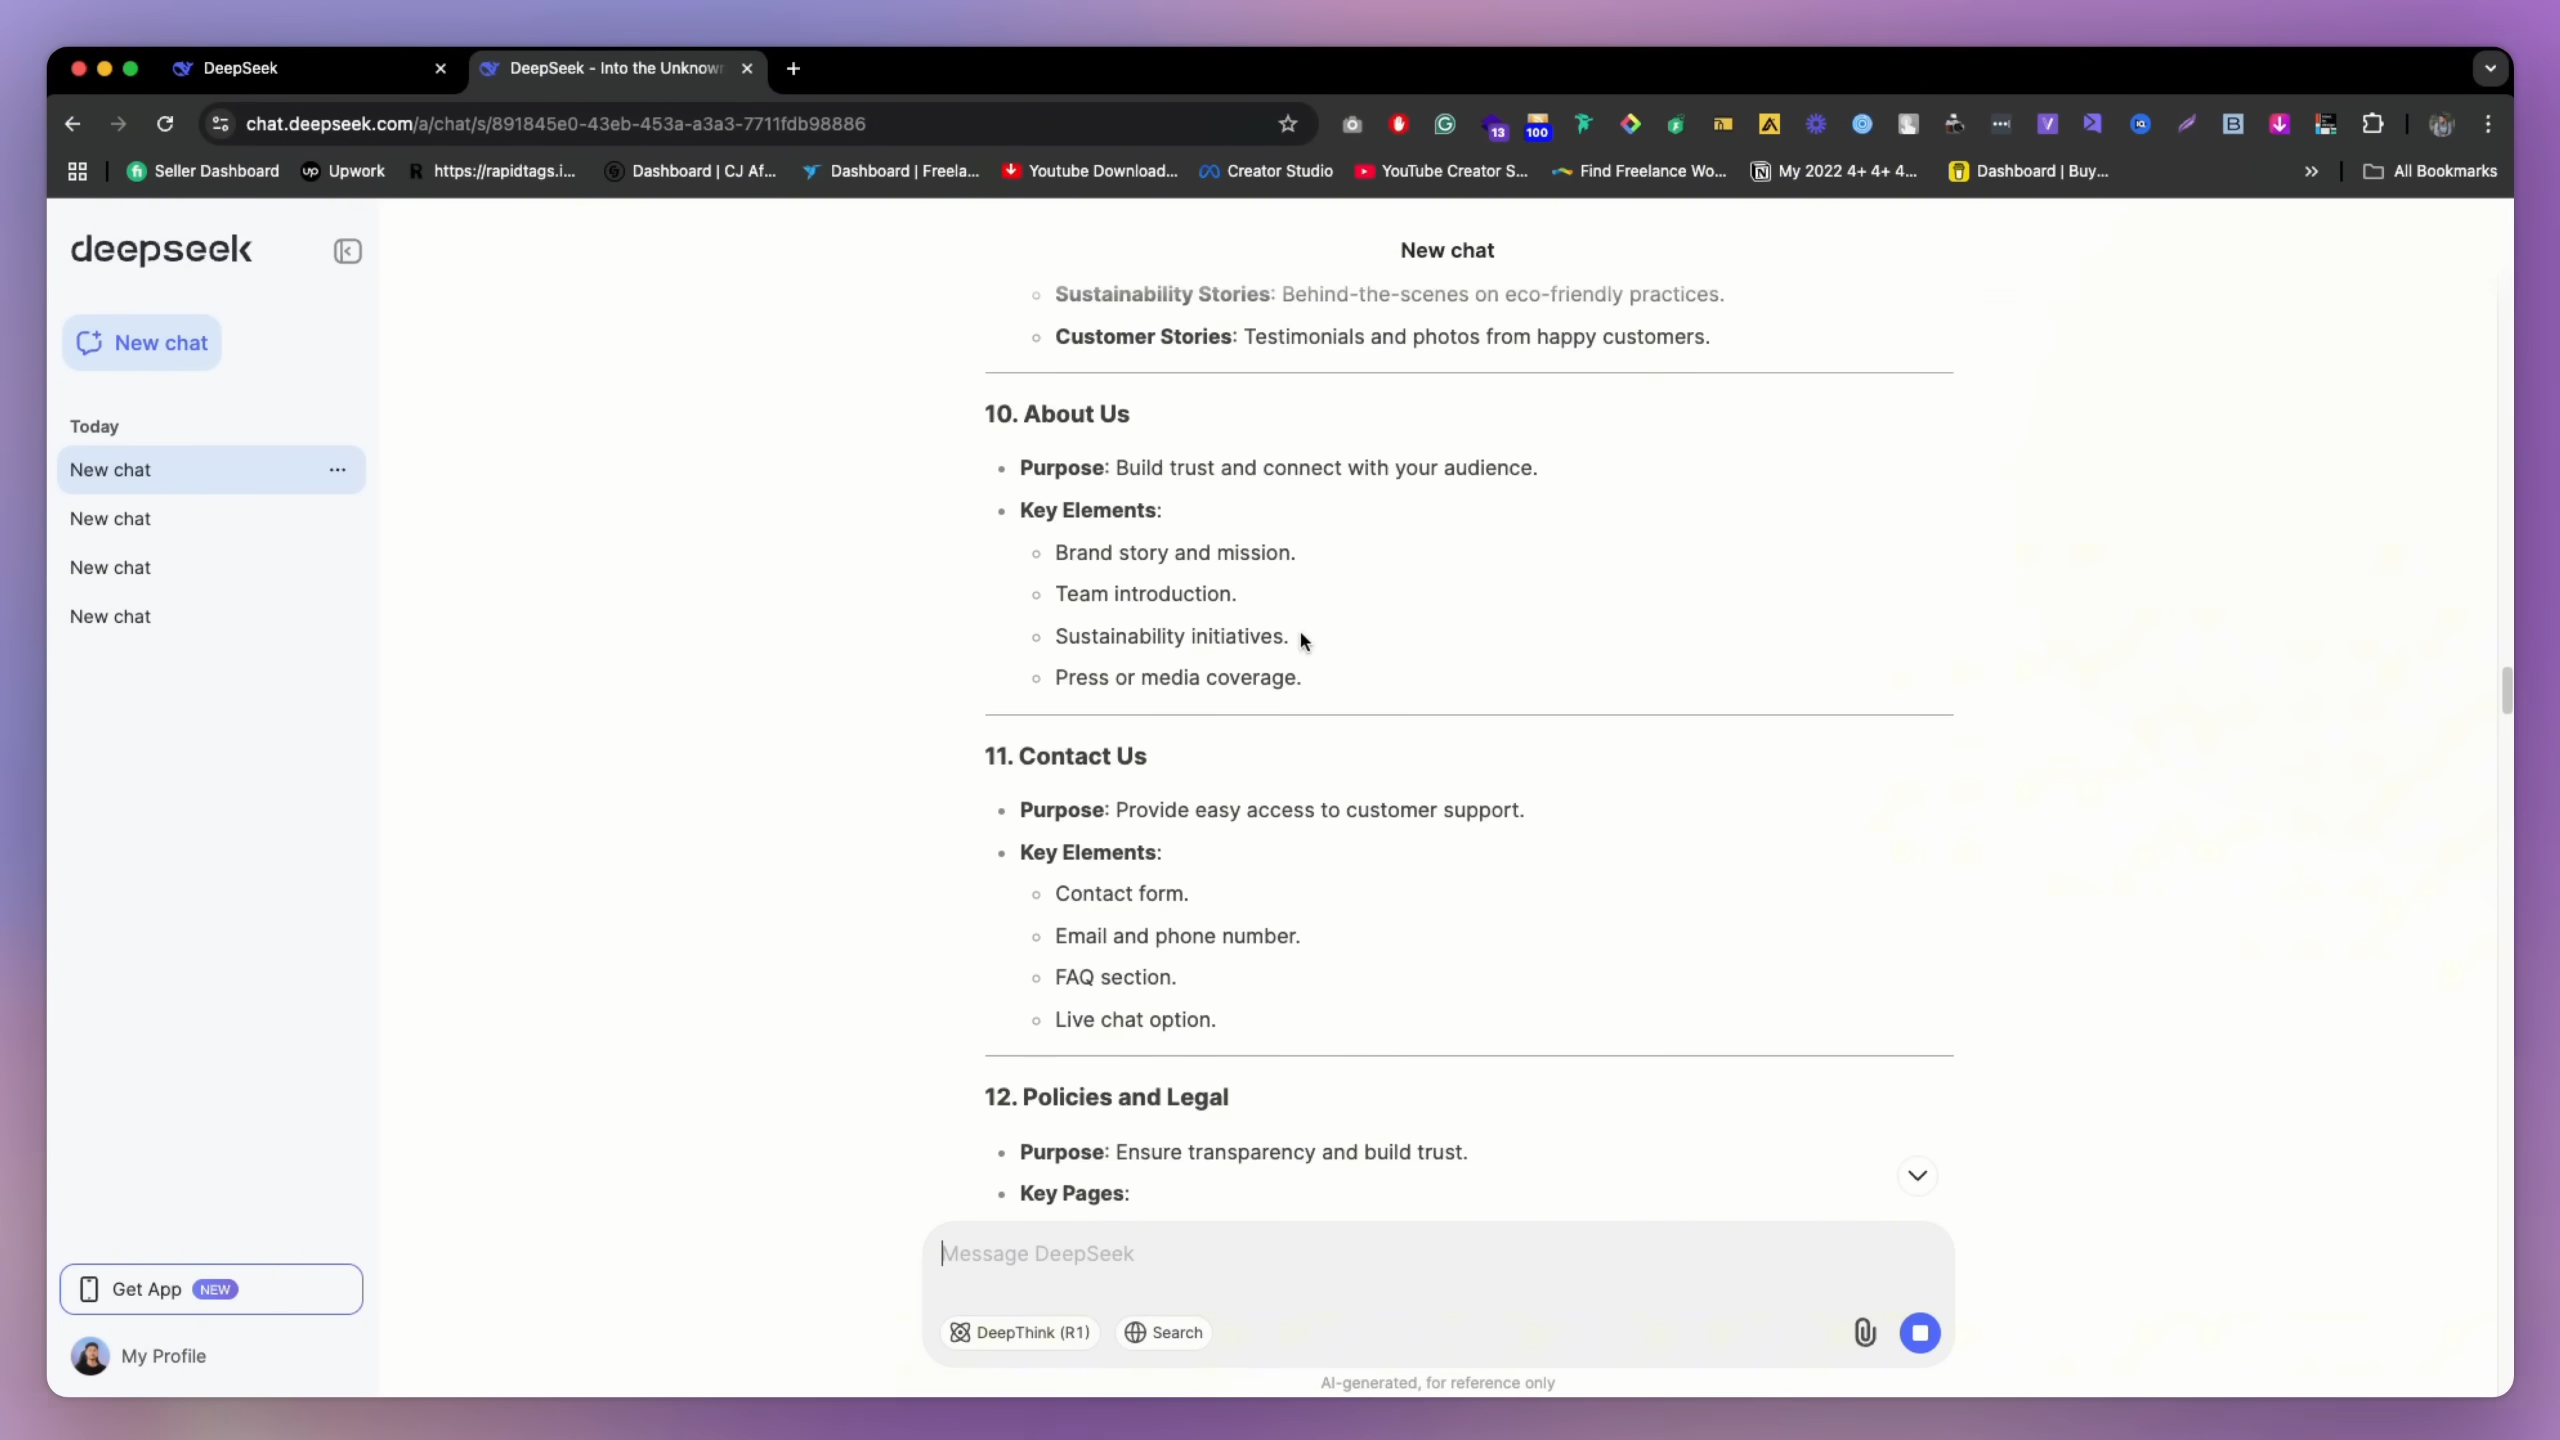 DeepSeek
DeepSeek - Into the Unknown
chat.deepseek.com/a/chat/s/891845e0-43eb-453a-a3a3-7711fdb98886
13
100
Seller Dashboard
up Upwork
https://rapidtags.i...
Dashboard | CJ Af...
Dashboard | Freela...
Youtube Download...
Creator Studio
YouTube Creator S...
Find Freelance Wo...
My 2022 4+ 4+ 4...
Dashboard | Buy...
All Bookmarks
deepseek
New chat
Today
New chat
New chat
New chat
New chat
Get App NEW
My Profile
New chat
Sustainability Stories: Behind-the-scenes on eco-friendly practices.
Customer Stories: Testimonials and photos from happy customers.
10. About Us
Purpose: Build trust and connect with your audience.
Key Elements:
Brand story and mission.
Team introduction.
Sustainability initiatives.
Press or media coverage.
11. Contact Us
Purpose: Provide easy access to customer support.
Key Elements:
Contact form.
Email and phone number.
FAQ section.
Live chat option.
12. Policies and Legal
Purpose: Ensure transparency and build trust.
Key Pages:
Message DeepSeek
DeepThink (R1)
Search
AI-generated, for reference only